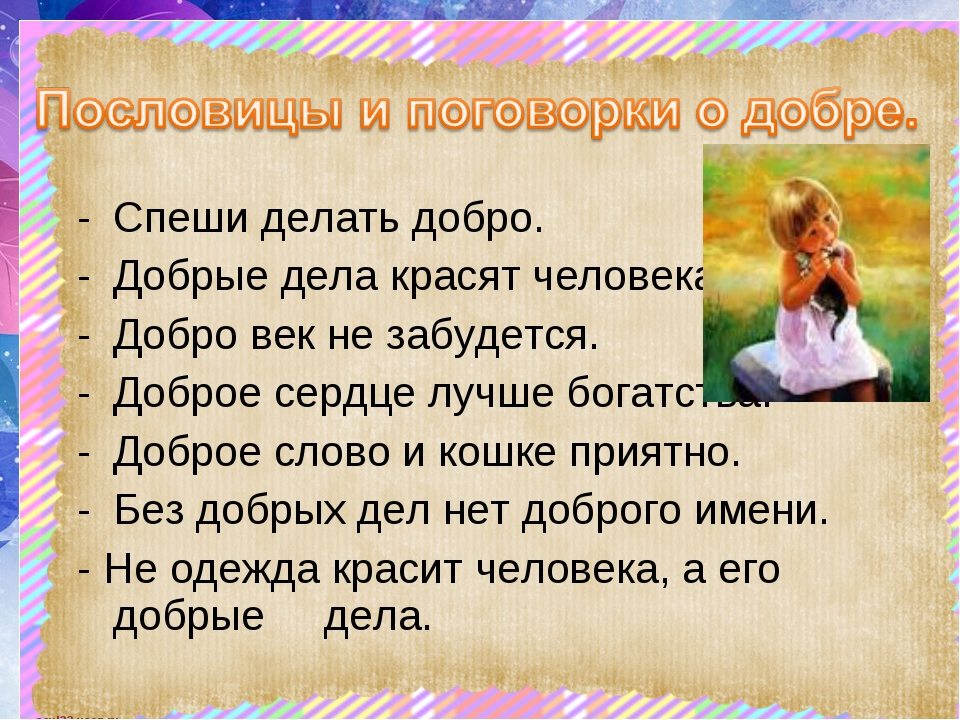 Пословицы и поговорки о добре.
- Спеши делать добро.
- Добрые дела красят человека
- Добро век не забудется.
- Доброе сердце лучше богатства.
- Доброе слово и кошке приятно.
- Без добрых дел нет доброго имени.
- Не одежда красит человека, а его
добрые дела.